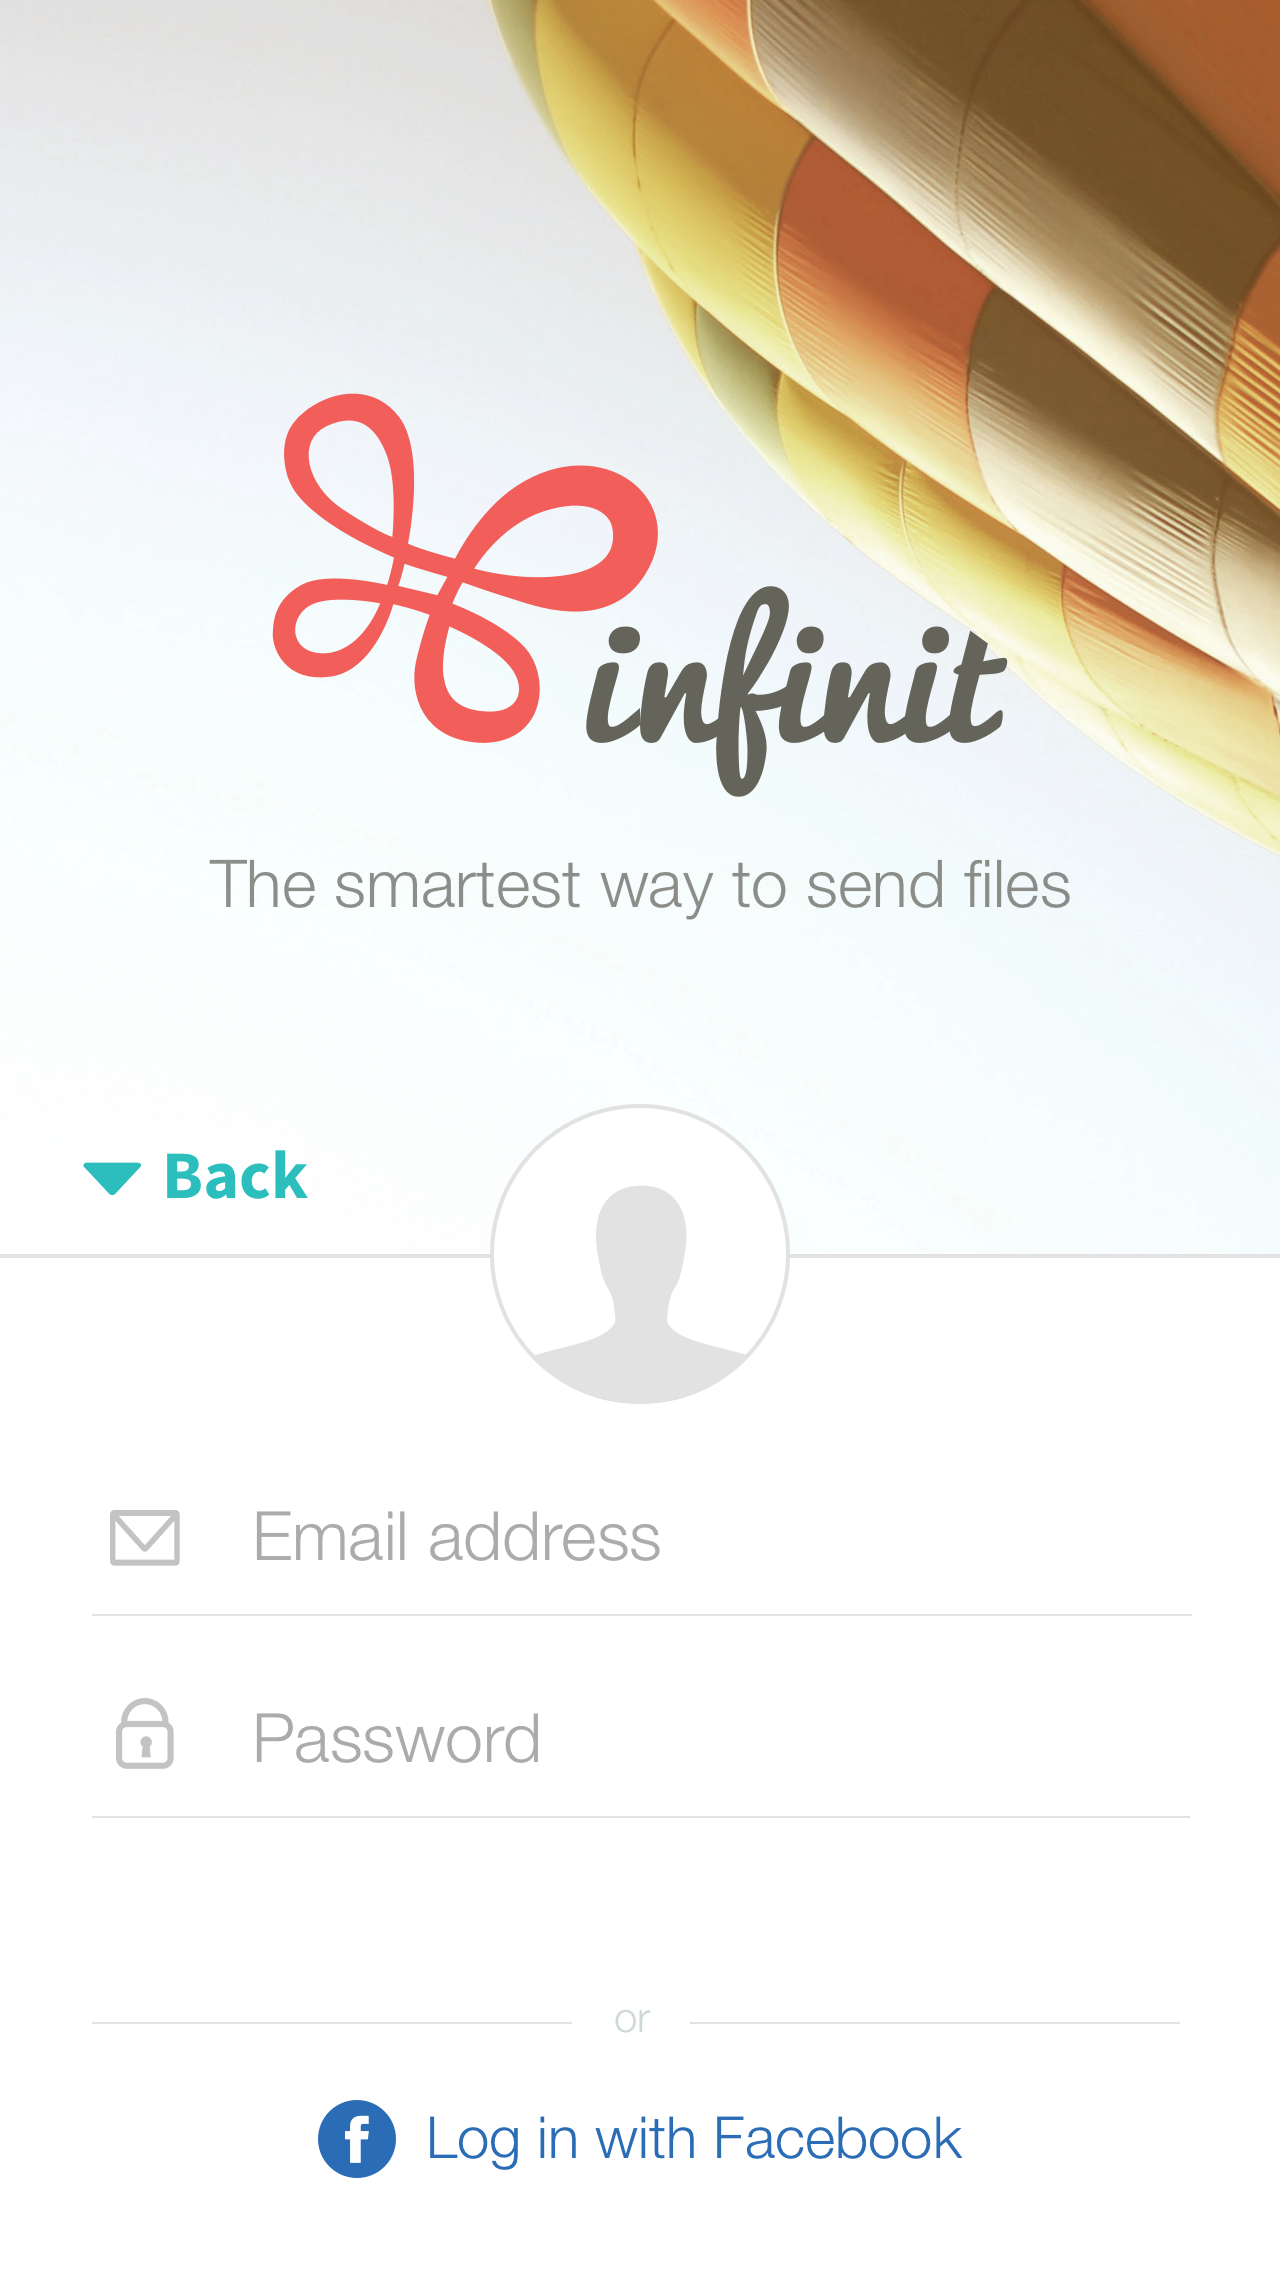 infinit
The smartest way to send files
Back
Email address
Password
or
f Log in with Facebook